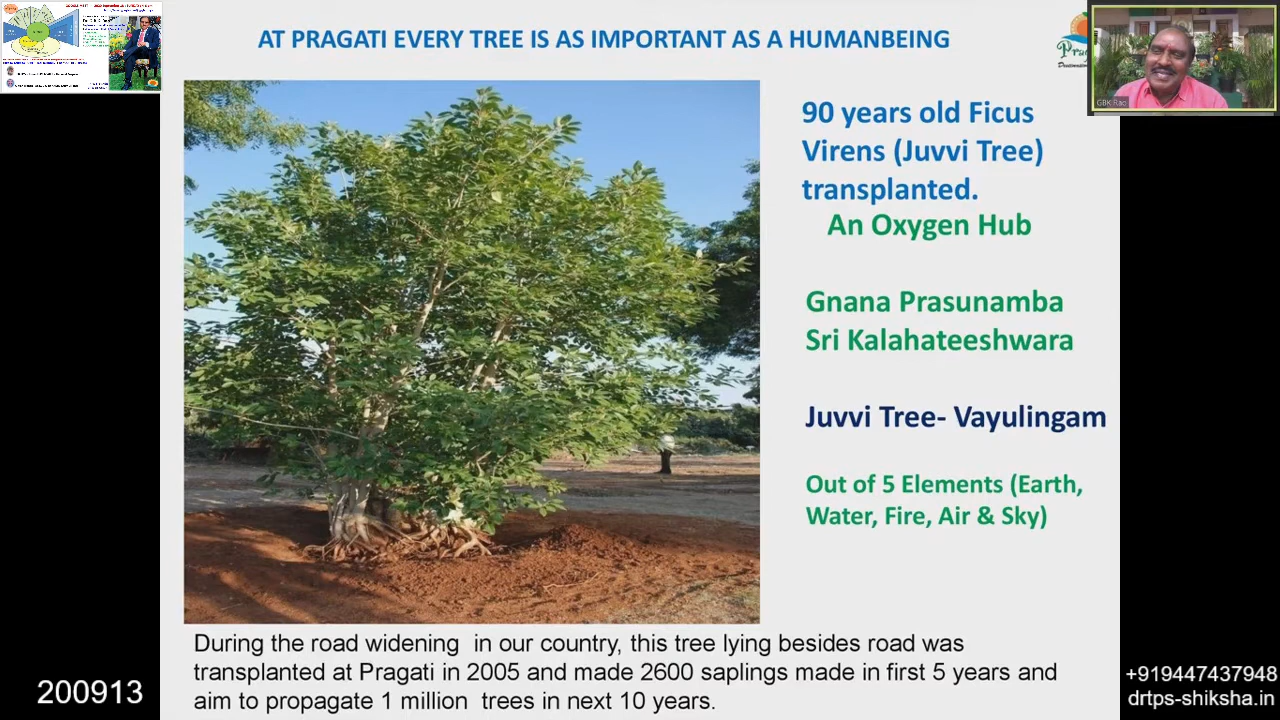 AT PRAGATI EVERY TREE IS AS IMPORTANT AS A HUMANBEING
GBK Rao
90 years old Ficus
Virens (Juvvi Tree)
transplanted.
An Oxygen Hub
Gnana Prasunamba
Sri Kalahateeshwara
Juvvi Tree- Vayulingam
Out of 5 Elements (Earth,
Water, Fire, Air & Sky)
During the road widening in our country, this tree lying besides road was
transplanted at Pragati in 2005 and made 2600 saplings made in first 5 years and
aim to propagate 1 million trees in next 10 years.
200913
+919447437948
drtps-shiksha.in